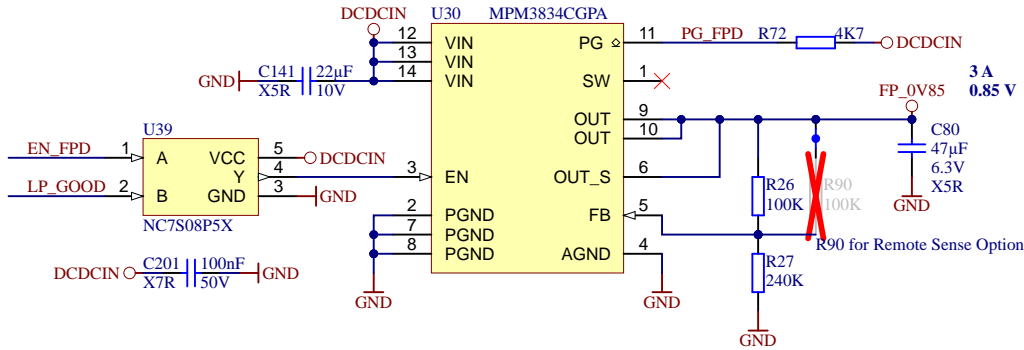 DCDCIN
U30
MPM3834CGPA
12
VIN
13
VIN
14
VIN
PG
11
PG_FPD
R72
4K7
DCDCIN
GND
C141
22µF
X5R
10V
SW
1
3 A
0.85 V
FP_0V85
U39
OUT
9
OUT
10
C80
47µF
6.3V
X5R
GND
EN_FPD
1
A
VCC
5
DCDCIN
Y
4
3
EN
OUT_S
6
LP_GOOD
2
B
GND
3
GND
NC7S08P5X
R26
100K
R90
100K
2
PGND
7
PGND
8
PGND
FB
5
AGND
4
R90 for Remote Sense Option
R27
240K
DCDCIN
C201
100nF
X7R
50V
GND
GND
GND
GND